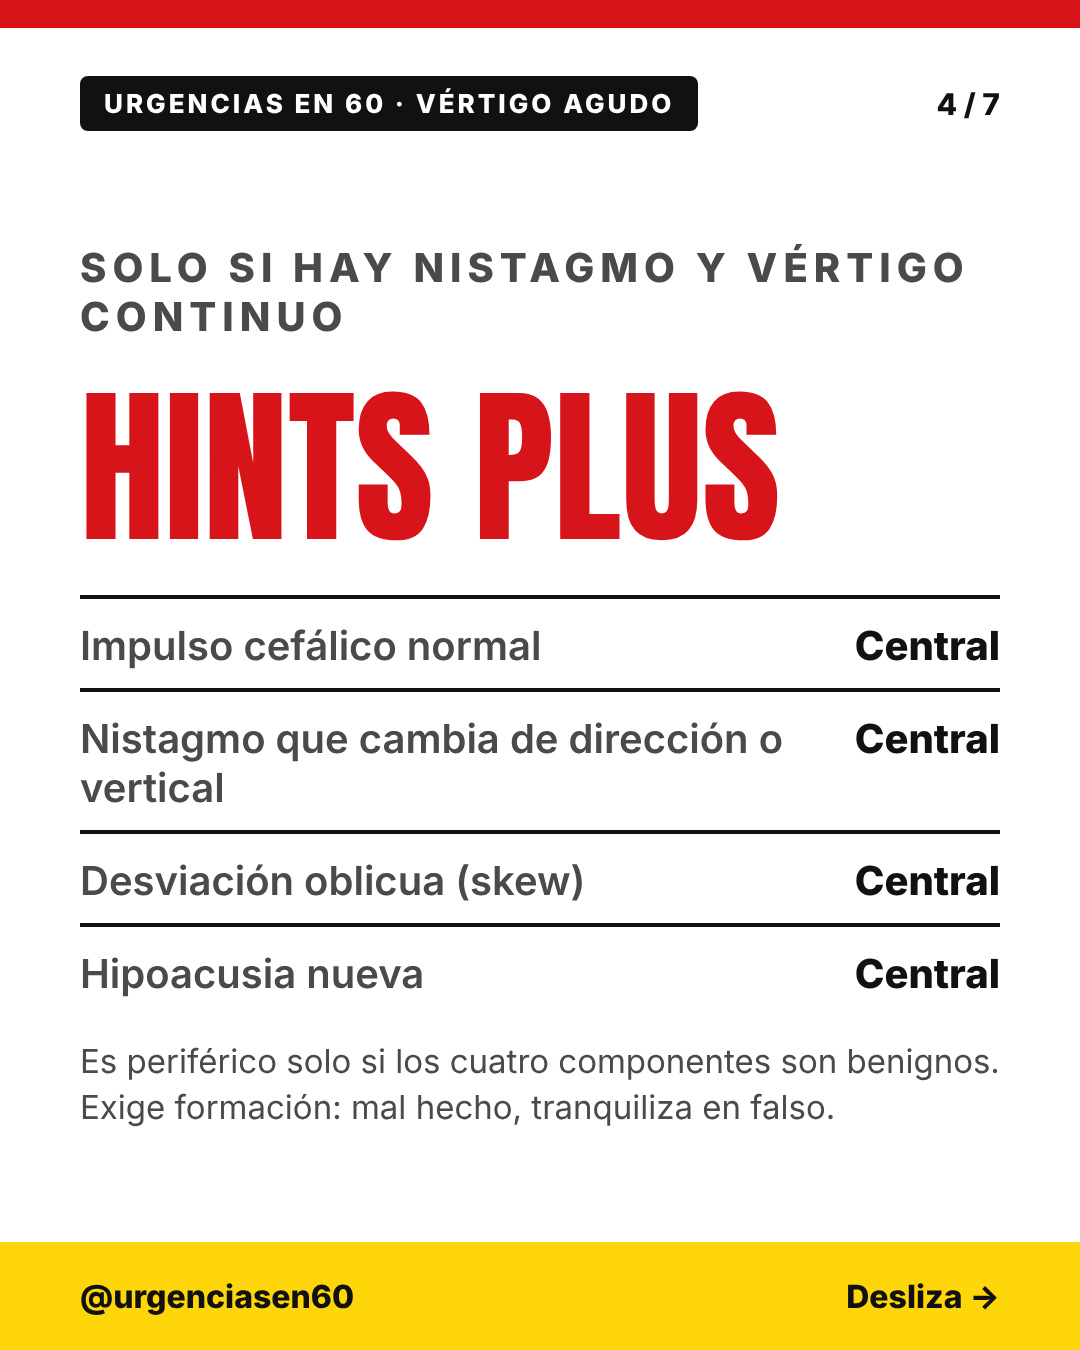 URGENCIAS EN 60 · VÉRTIGO AGUDO
4 / 7
SOLO SI HAY NISTAGMO Y VÉRTIGO
CONTINUO
HINTS PLUS
Impulso cefálico normal
Central
Nistagmo que cambia de dirección o
vertical
Central
Desviación oblicua (skew)
Central
Hipoacusia nueva
Central
Es periférico solo si los cuatro componentes son benignos.
Exige formación: mal hecho, tranquiliza en falso.
@urgenciasen60
Desliza →